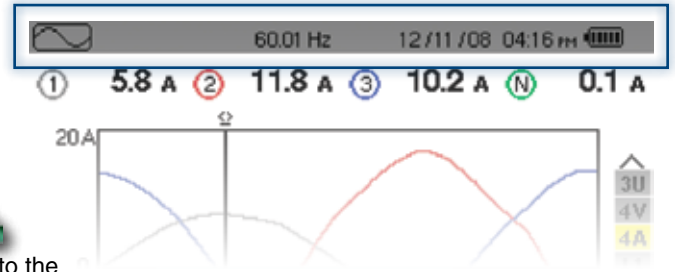 60.01 Hz 12/11/08 04:16 PM
1 5.8 A 2 11.8 A 3 10.2 A N 0.1 A
20A
3U
4V
4A
to the